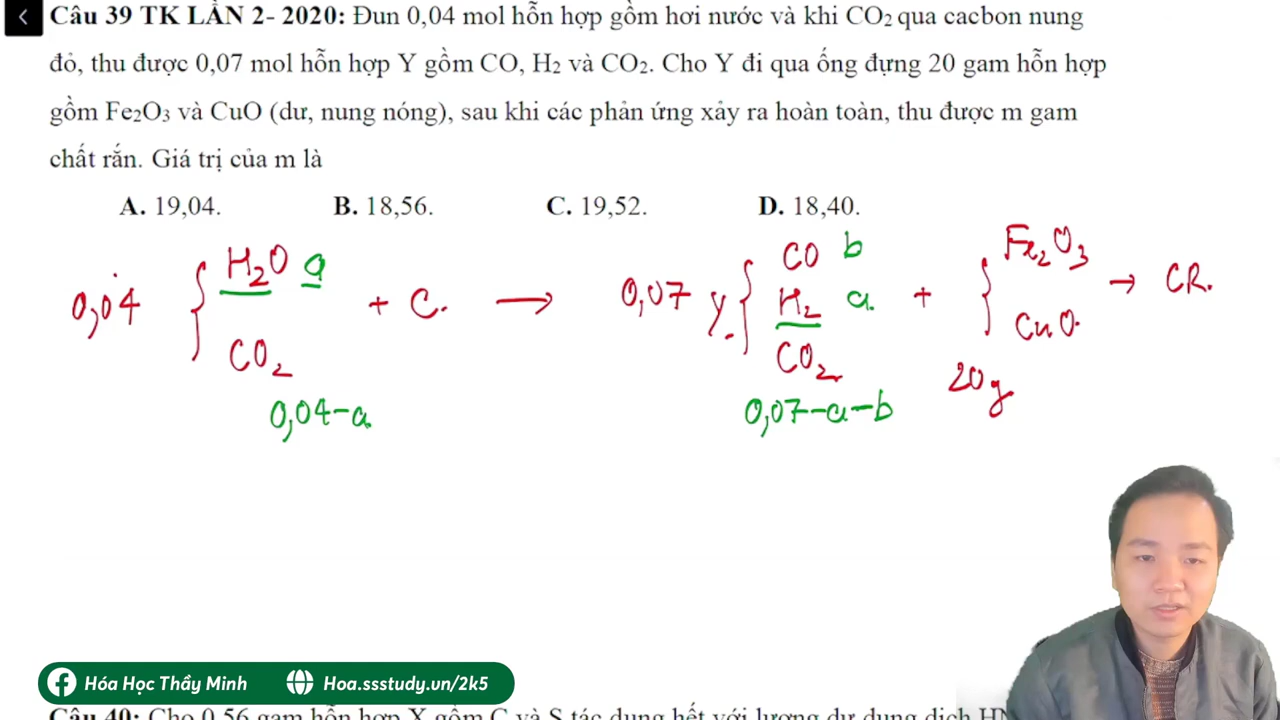 Câu 39 TK LẦN 2- 2020: Đun 0,04 mol hỗn hợp gồm hơi nước và khí CO2 qua cacbon nung
đỏ, thu được 0,07 mol hỗn hợp Y gồm CO, H2 và CO2. Cho Y đi qua ống đựng 20 gam hỗn hợp
gồm Fe2O3 và CuO (dư, nung nóng), sau khi các phản ứng xảy ra hoàn toàn, thu được m gam
chất rắn. Giá trị của m là
A. 19,04. B. 18,56. C. 19,52. D. 18,40.
H2O a CO b Fe2O3
0,04 + C. → 0,07 Y H2 a + → CR.
CO2 CO2 CuO
0,04-a 0,07-a-b 20g
Hóa Học Thầy Minh Hoa.ssstudy.vn/2k5
Câu 40: Cho 0,56 gam hỗn hợp X gồm C và S tác dụng hết với lượng dư dung dịch HN